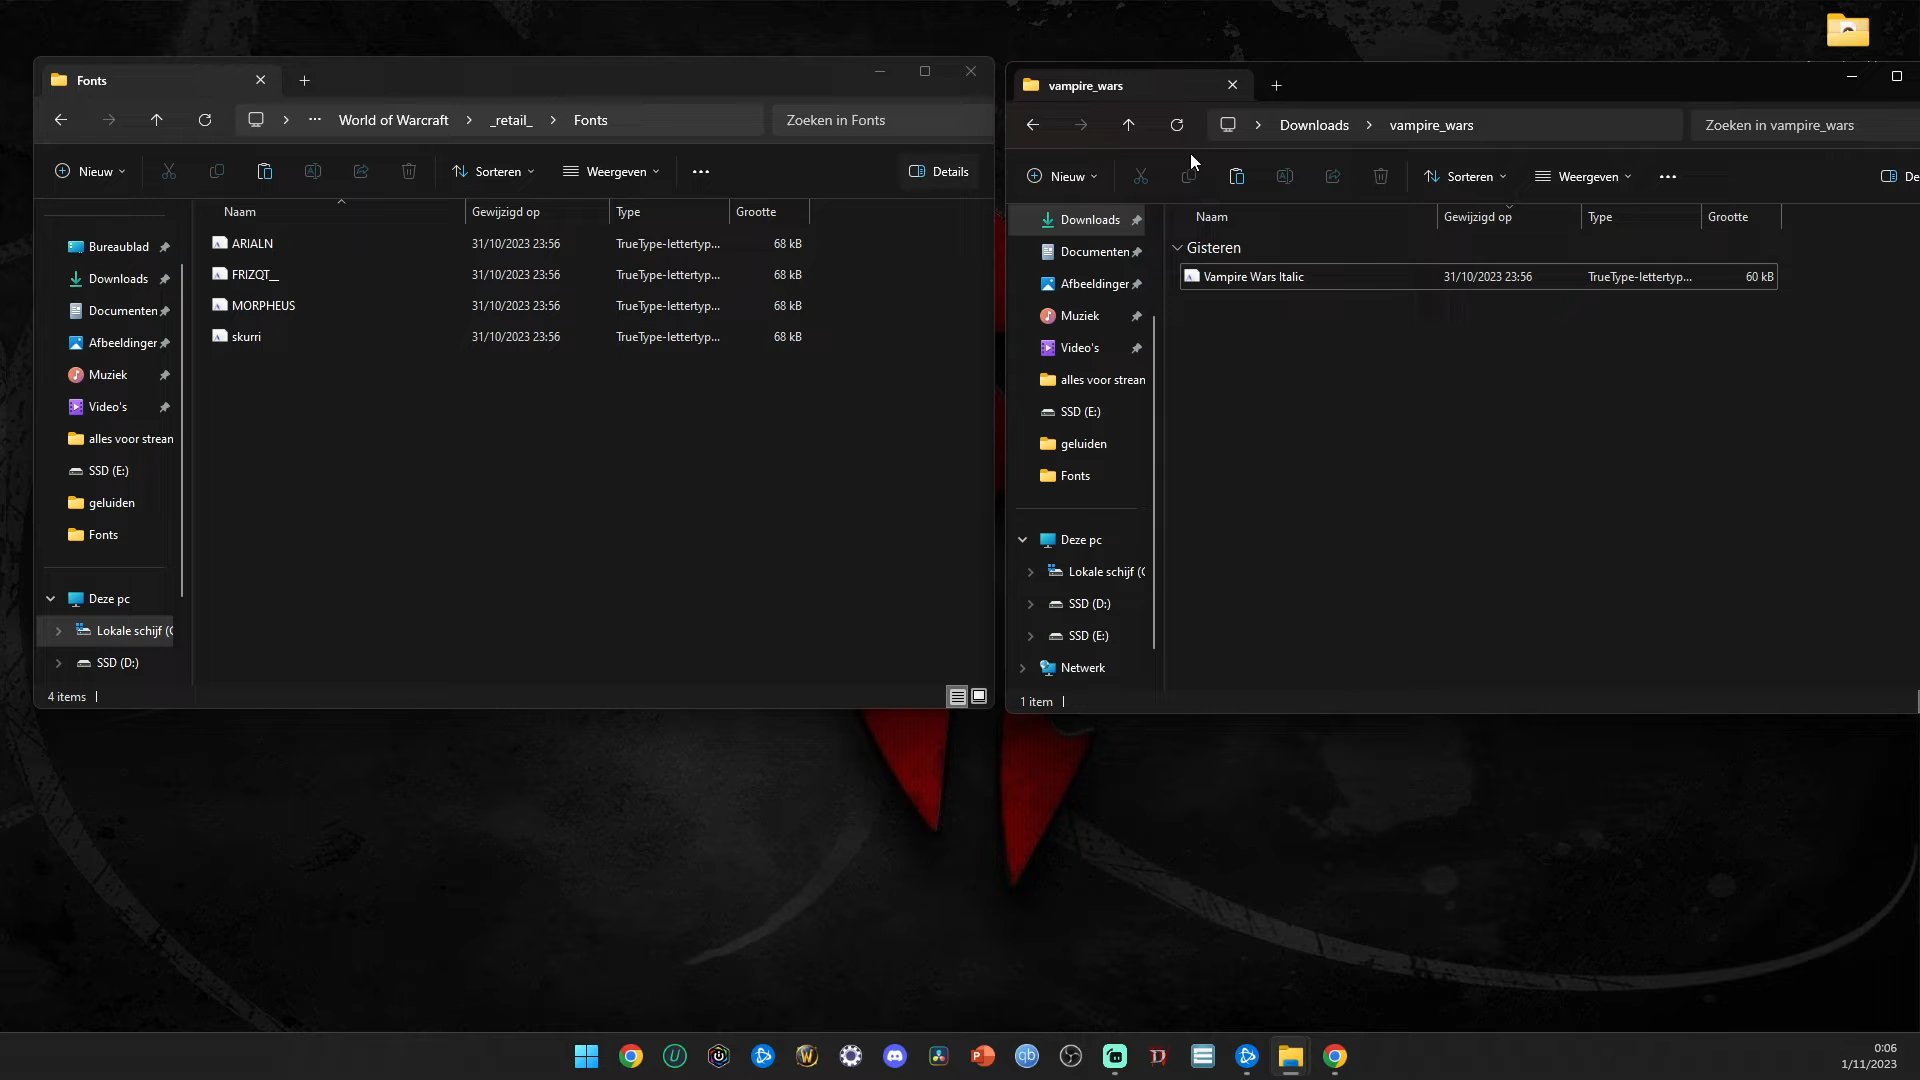 Fonts
World of Warcraft > _retail_ > Fonts
Zoeken in Fonts
Nieuw
Sorteren
Weergeven
Details
Naam
Gewijzigd op
Type
Grootte
ARIALN 31/10/2023 23:56 TrueType-lettertyp... 68 kB
FRIZQT__ 31/10/2023 23:56 TrueType-lettertyp... 68 kB
MORPHEUS 31/10/2023 23:56 TrueType-lettertyp... 68 kB
skurri 31/10/2023 23:56 TrueType-lettertyp... 68 kB
Bureaublad
Downloads
Documenten
Afbeeldinger
Muziek
Video's
alles voor strean
SSD (E:)
geluiden
Fonts
Deze pc
Lokale schijf (C
SSD (D:)
4 items
vampire_wars
Downloads > vampire_wars
Zoeken in vampire_wars
Nieuw
Sorteren
Weergeven
De
Naam
Gewijzigd op
Type
Grootte
Gisteren
Vampire Wars Italic 31/10/2023 23:56 TrueType-lettertyp... 60 kB
Downloads
Documenten
Afbeeldinger
Muziek
Video's
alles voor strean
SSD (E:)
geluiden
Fonts
Deze pc
Lokale schijf (C
SSD (D:)
SSD (E:)
Netwerk
1 item
0:06
1/11/2023